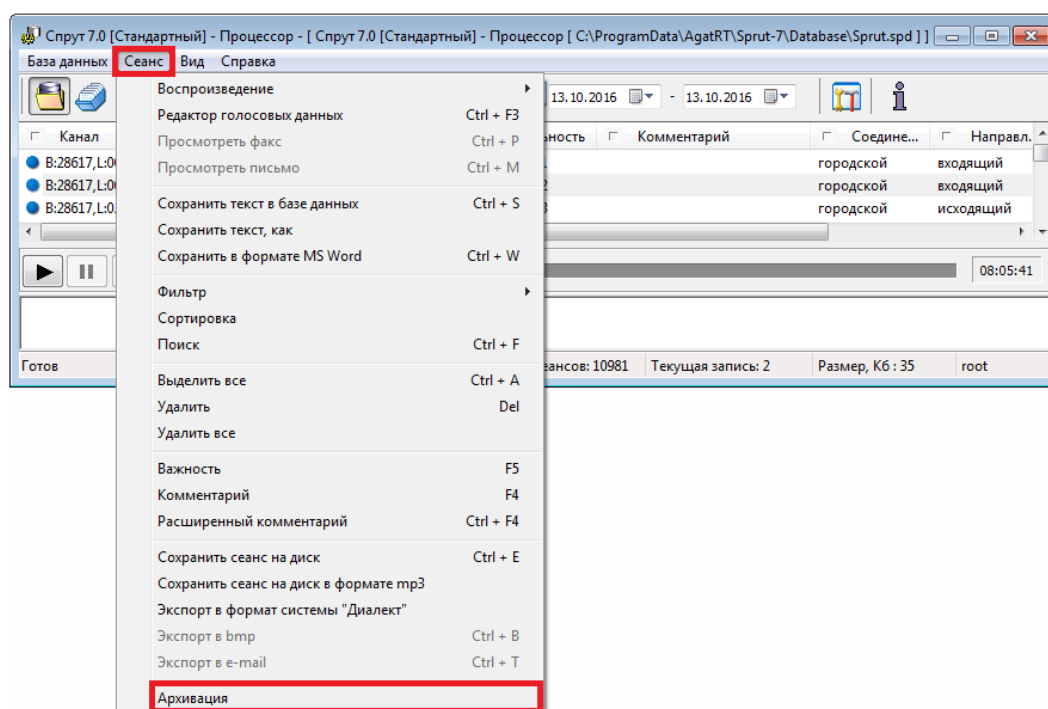 Спрут 7.0 [Стандартный] - Процессор - [ Спрут 7.0 [Стандартный] - Процессор [ C:\ProgramData\AgatRT\Sprut-7\Database\Sprut.spd ] ]
База данных Сеанс Вид Справка
13.10.2016 - 13.10.2016
Канал Комментарий Соедине... Направл.
B:28617,L:0 городской входящий
B:28617,L:0 городской входящий
B:28617,L:0 городской исходящий
08:05:41
Готов Текущая запись: 2 Размер, Кб : 35 root
10981
Воспроизведение
Редактор голосовых данных Ctrl + F3
Просмотреть факс Ctrl + P
Просмотреть письмо Ctrl + M
Сохранить текст в базе данных Ctrl + S
Сохранить текст, как
Сохранить в формате MS Word Ctrl + W
Фильтр
Сортировка
Поиск Ctrl + F
Выделить все Ctrl + A
Удалить Del
Удалить все
Важность F5
Комментарий F4
Расширенный комментарий Ctrl + F4
Сохранить сеанс на диск Ctrl + E
Сохранить сеанс на диск в формате mp3
Экспорт в формат системы "Диалект"
Экспорт в bmp Ctrl + B
Экспорт в e-mail Ctrl + T
Архивация